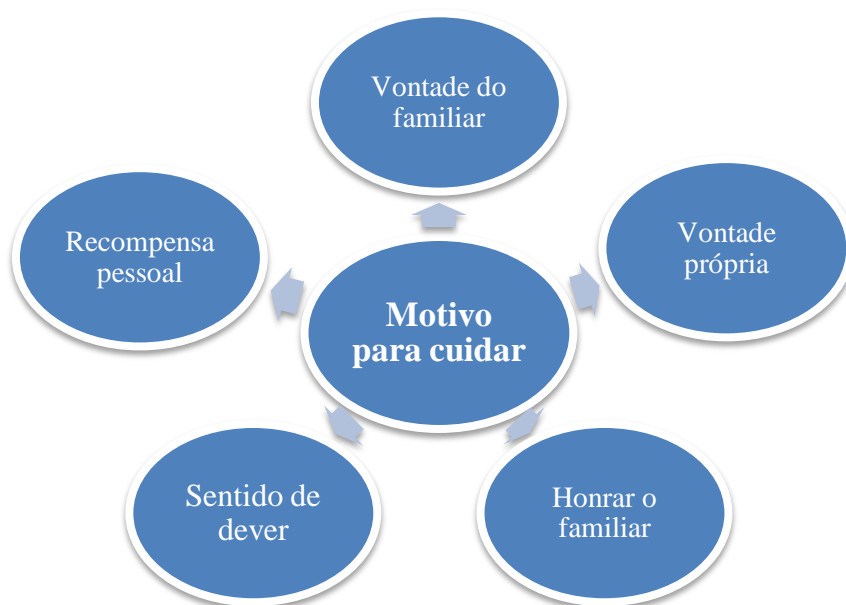 Vontade do
familiar
Recompensa
pessoal
Vontade
própria
Motivo
para cuidar
Sentido de
dever
Honrar o
familiar